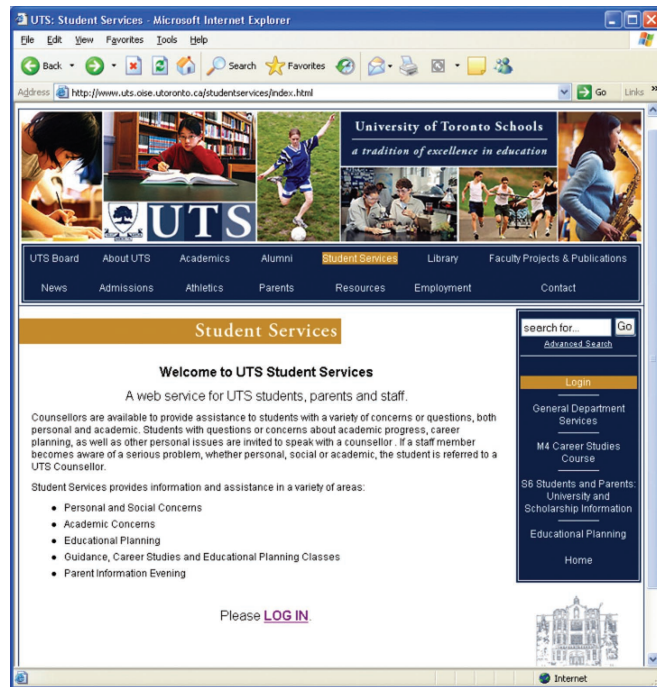 UTS: Student Services - Microsoft Internet Explorer
File Edit View Favorites Tools Help
Back Search Favorites
Address http://www.uts.oise.utoronto.ca/studentservices/index.html Go Links »
University of Toronto Schools
a tradition of excellence in education
UTS
UTS Board About UTS Academics Alumni Student Services Library Faculty Projects & Publications
News Admissions Athletics Parents Resources Employment Contact
Student Services
Welcome to UTS Student Services
A web service for UTS students, parents and staff.
Counsellors are available to provide assistance to students with a variety of concerns or questions, both
personal and academic. Students with questions or concerns about academic progress, career
planning, as well as other personal issues are invited to speak with a counsellor . If a staff member
becomes aware of a serious problem, whether personal, social or academic, the student is referred to a
UTS Counsellor.
Student Services provides information and assistance in a variety of areas:
• Personal and Social Concerns
• Academic Concerns
• Educational Planning
• Guidance, Career Studies and Educational Planning Classes
• Parent Information Evening
Please LOG IN.
search for... Go
Advanced Search
Login
General Department
Services
M4 Career Studies
Course
S6 Students and Parents:
University and
Scholarship Information
Educational Planning
Home
Internet